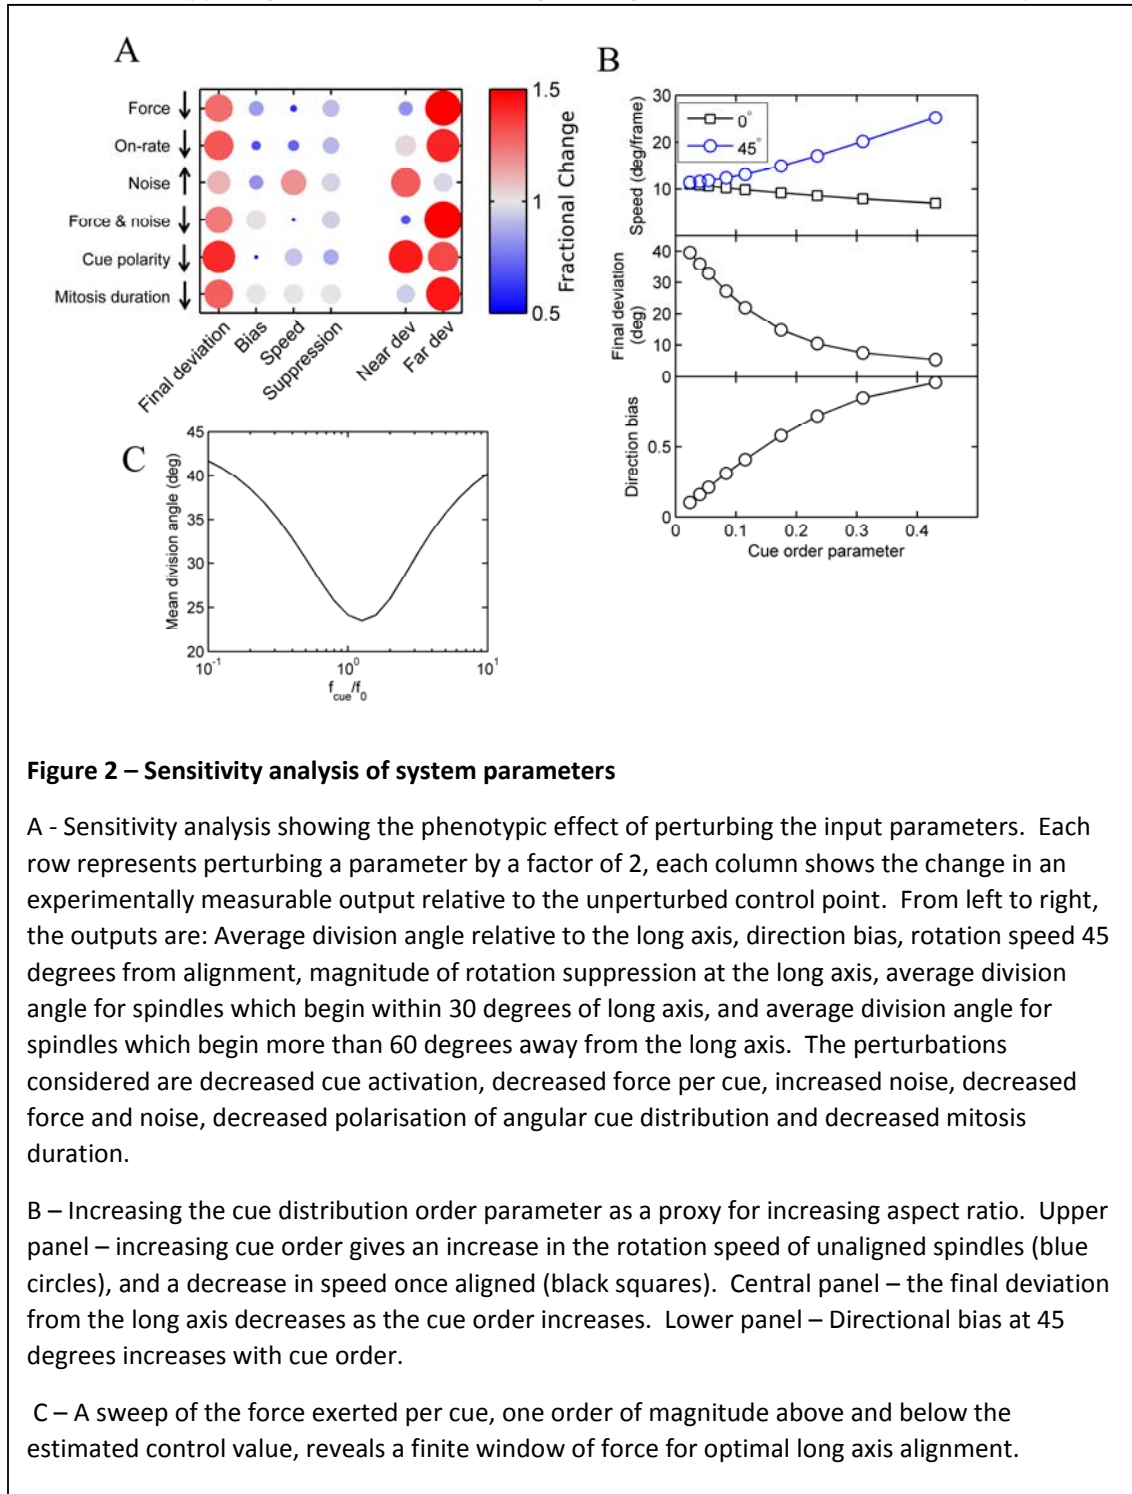 A
Force ↓
On-rate ↓
Noise ↑
Force & noise ↓
Cue polarity ↓
Mitosis duration ↓
Final deviation
Bias
Speed
Suppression
Near dev
Far dev
1.5
1
0.5
Fractional Change
B
30
20
10
Speed (deg/frame)
0°
45°
40
30
20
10
0
Final deviation
(deg)
0.5
0
Direction bias
0
0.1
0.2
0.3
0.4
Cue order parameter
C
45
40
35
30
25
20
Mean division angle (deg)
10⁻¹
10⁰
10¹
f_cue/f_0
Figure 2 – Sensitivity analysis of system parameters
A - Sensitivity analysis showing the phenotypic effect of perturbing the input parameters. Each
row represents perturbing a parameter by a factor of 2, each column shows the change in an
experimentally measurable output relative to the unperturbed control point. From left to right,
the outputs are: Average division angle relative to the long axis, direction bias, rotation speed 45
degrees from alignment, magnitude of rotation suppression at the long axis, average division
angle for spindles which begin within 30 degrees of long axis, and average division angle for
spindles which begin more than 60 degrees away from the long axis. The perturbations
considered are decreased cue activation, decreased force per cue, increased noise, decreased
force and noise, decreased polarisation of angular cue distribution and decreased mitosis
duration.
B – Increasing the cue distribution order parameter as a proxy for increasing aspect ratio. Upper
panel – increasing cue order gives an increase in the rotation speed of unaligned spindles (blue
circles), and a decrease in speed once aligned (black squares). Central panel – the final deviation
from the long axis decreases as the cue order increases. Lower panel – Directional bias at 45
degrees increases with cue order.
C – A sweep of the force exerted per cue, one order of magnitude above and below the
estimated control value, reveals a finite window of force for optimal long axis alignment.